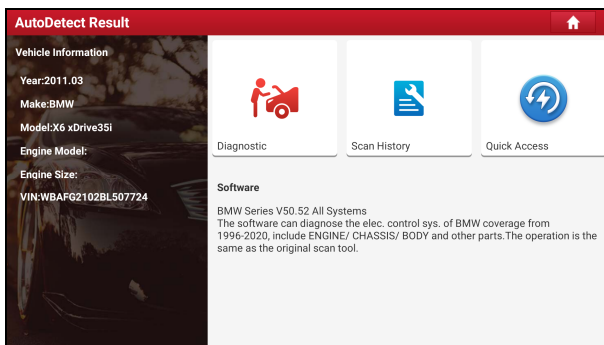 AutoDetect Result
Vehicle Information
Year:2011.03
Make:BMW
Model:X6 xDrive35i
Engine Model:
Engine Size:
VIN:WBAFG2102BL507724
Diagnostic
Scan History
Quick Access
Software
BMW Series V50.52 All Systems
The software can diagnose the elec. control sys. of BMW coverage from
1996-2020, include ENGINE/ CHASSIS/ BODY and other parts.The operation is the
same as the original scan tool.